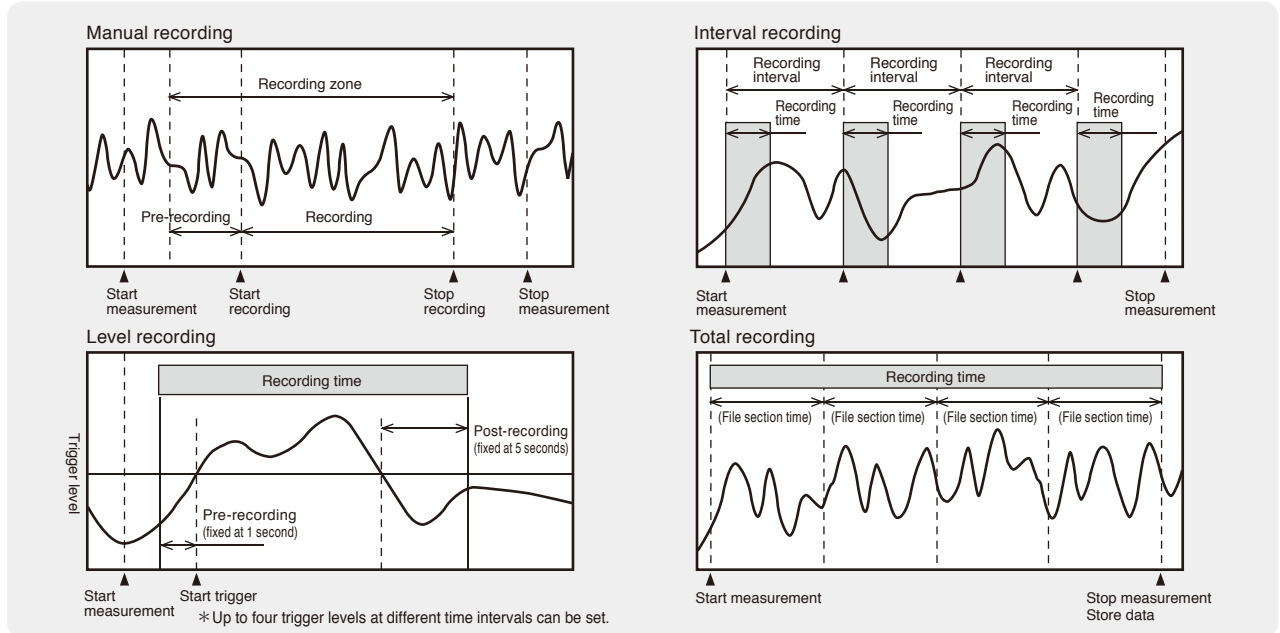 Manual recording
Recording zone
Pre-recording
Recording
Start
measurement
Start
recording
Stop
recording
Stop
measurement
Interval recording
Recording
interval
Recording
interval
Recording
interval
Recording
time
Recording
time
Recording
time
Recording
time
Start
measurement
Stop
measurement
Level recording
Recording time
Trigger level
Post-recording
(fixed at 5 seconds)
Pre-recording
(fixed at 1 second)
Start
measurement
Start trigger
＊Up to four trigger levels at different time intervals can be set.
Total recording
Recording time
(File section time)
(File section time)
(File section time)
(File section time)
Start measurement
Stop measurement
Store data